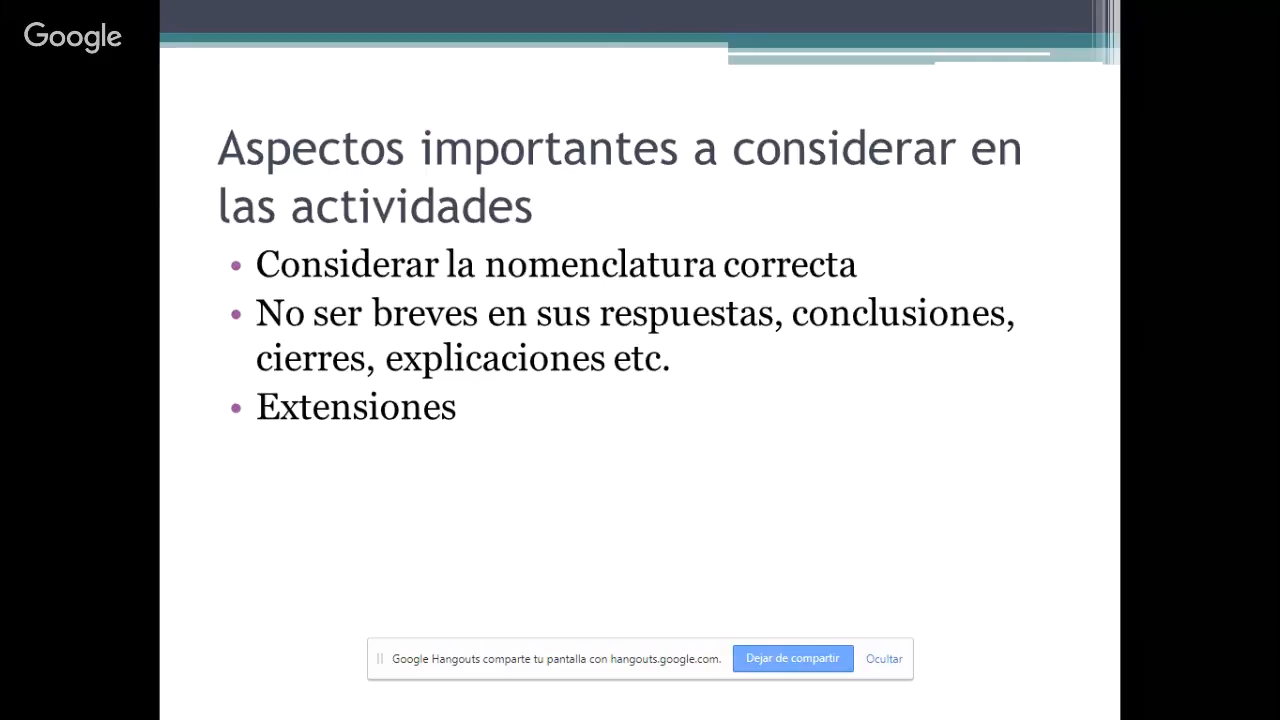 Google
Aspectos importantes a considerar en
las actividades
• Considerar la nomenclatura correcta
• No ser breves en sus respuestas, conclusiones,
cierres, explicaciones etc.
• Extensiones
Google Hangouts comparte tu pantalla con hangouts.google.com. Dejar de compartir Ocultar